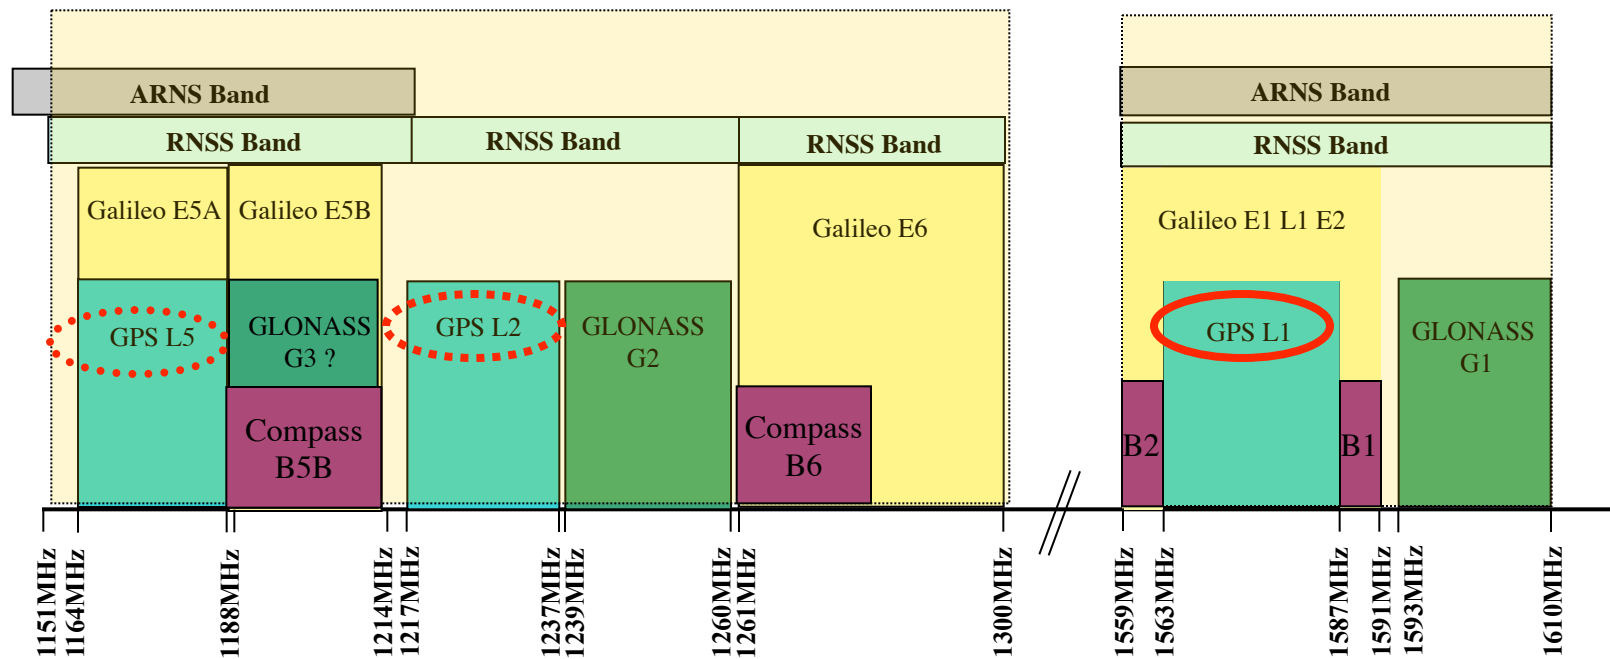 ARNS Band
ARNS Band
RNSS Band
RNSS Band
RNSS Band
RNSS Band
Galileo E5A
Galileo E5B
Galileo E6
Galileo E1 L1 E2
GPS L5
GLONASS
G3 ?
GPS L2
GLONASS
G2
GPS L1
GLONASS
G1
Compass
B5B
Compass
B6
B2
B1
1151MHz
1164MHz
1188MHz
1214MHz
1217MHz
1237MHz
1239MHz
1260MHz
1261MHz
1300MHz
1559MHz
1563MHz
1587MHz
1591MHz
1593MHz
1610MHz